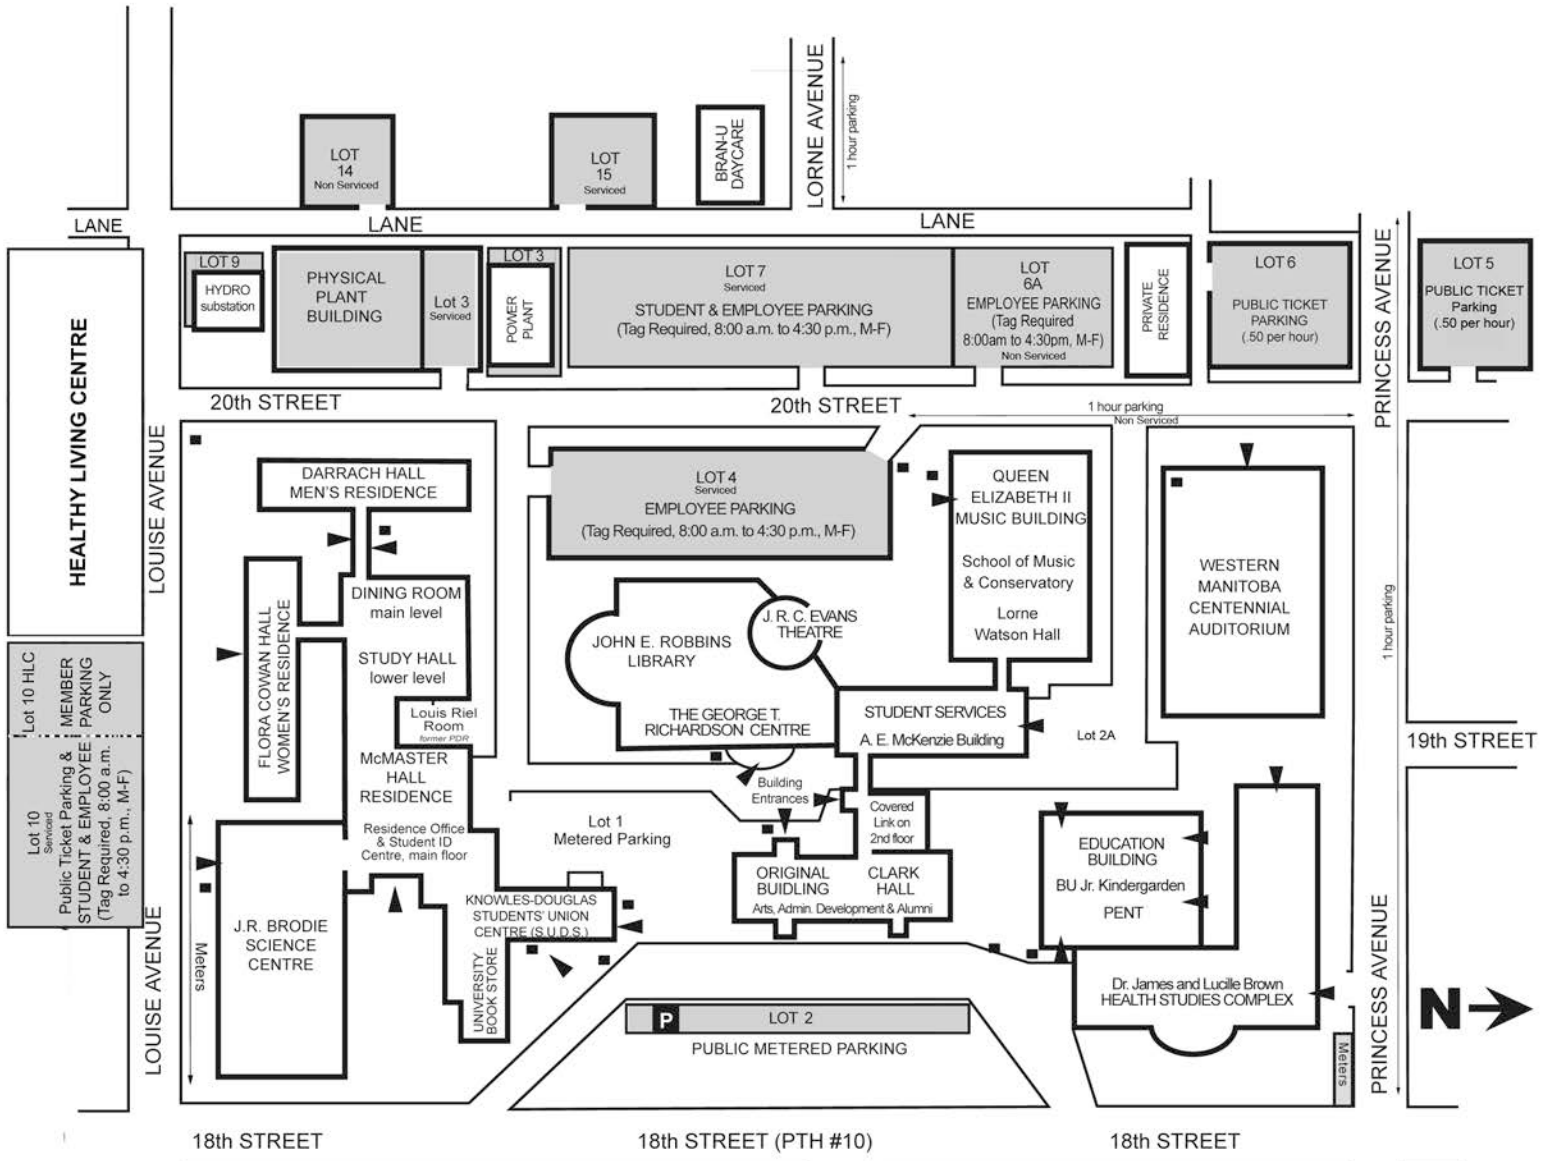 LORNE AVENUE
1 hour parking
LOT
14
Non Serviced
LOT
15
Serviced
BRAN-U
DAYCARE
LANE
LANE
LANE
LOT 9
HYDRO
substation
PHYSICAL
PLANT
BUILDING
Lot 3
Serviced
LOT 3
POWER
PLANT
LOT 7
Serviced
STUDENT & EMPLOYEE PARKING
(Tag Required, 8:00 a.m. to 4:30 p.m., M-F)
LOT
6A
EMPLOYEE PARKING
(Tag Required
8:00am to 4:30pm, M-F)
Non Serviced
PRIVATE
RESIDENCE
LOT 6
PUBLIC TICKET
PARKING
(.50 per hour)
PRINCESS AVENUE
LOT 5
PUBLIC TICKET
Parking
(.50 per hour)
HEALTHY LIVING CENTRE
20th STREET
20th STREET
1 hour parking
Non Serviced
LOUISE AVENUE
DARRACH HALL
MEN'S RESIDENCE
LOT 4
Serviced
EMPLOYEE PARKING
(Tag Required, 8:00 a.m. to 4:30 p.m., M-F)
QUEEN
ELIZABETH II
MUSIC BUILDING
School of Music
& Conservatory
Lorne
Watson Hall
WESTERN
MANITOBA
CENTENNIAL
AUDITORIUM
1 hour parking
FLORA COWAN HALL
WOMEN'S RESIDENCE
DINING ROOM
main level
STUDY HALL
lower level
Louis Riel
Room
former PDR
JOHN E. ROBBINS
LIBRARY
J. R. C. EVANS
THEATRE
THE GEORGE T.
RICHARDSON CENTRE
STUDENT SERVICES
A. E. McKenzie Building
Lot 2A
19th STREET
Lot 10 HLC
MEMBER
PARKING
ONLY
Lot 10
Serviced
Public Ticket Parking &
STUDENT & EMPLOYEE
(Tag Required, 8:00 a.m.
to 4:30 p.m., M-F)
McMASTER
HALL
RESIDENCE
Residence Office
& Student ID
Centre, main floor
Lot 1
Metered Parking
Building
Entrances
Covered
Link on
2nd floor
ORIGINAL
BUIDLING
CLARK
HALL
Arts, Admin. Development & Alumni
EDUCATION
BUILDING
BU Jr. Kindergarden
PENT
LOUISE AVENUE
Meters
J.R. BRODIE
SCIENCE
CENTRE
KNOWLES-DOUGLAS
STUDENTS' UNION
CENTRE (S.U.D.S.)
UNIVERSITY
BOOK STORE
P
LOT 2
PUBLIC METERED PARKING
Dr. James and Lucille Brown
HEALTH STUDIES COMPLEX
Meters
PRINCESS AVENUE
N
18th STREET
18th STREET (PTH #10)
18th STREET